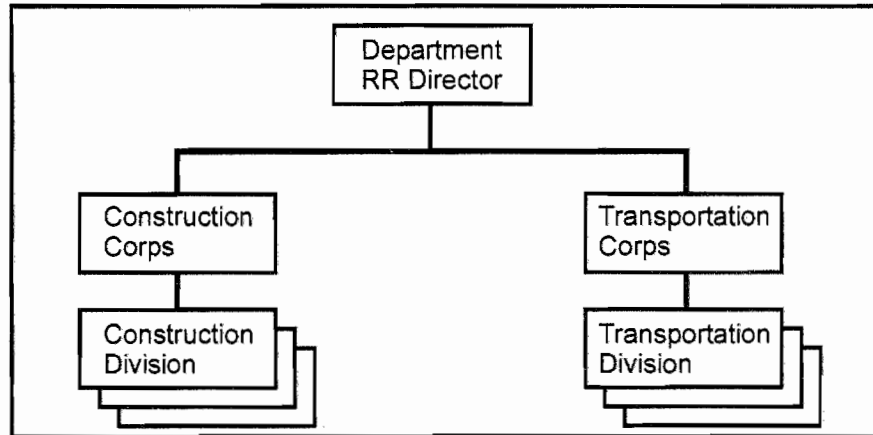 Department
RR Director
Construction
Corps
Transportation
Corps
Construction
Division
Transportation
Division